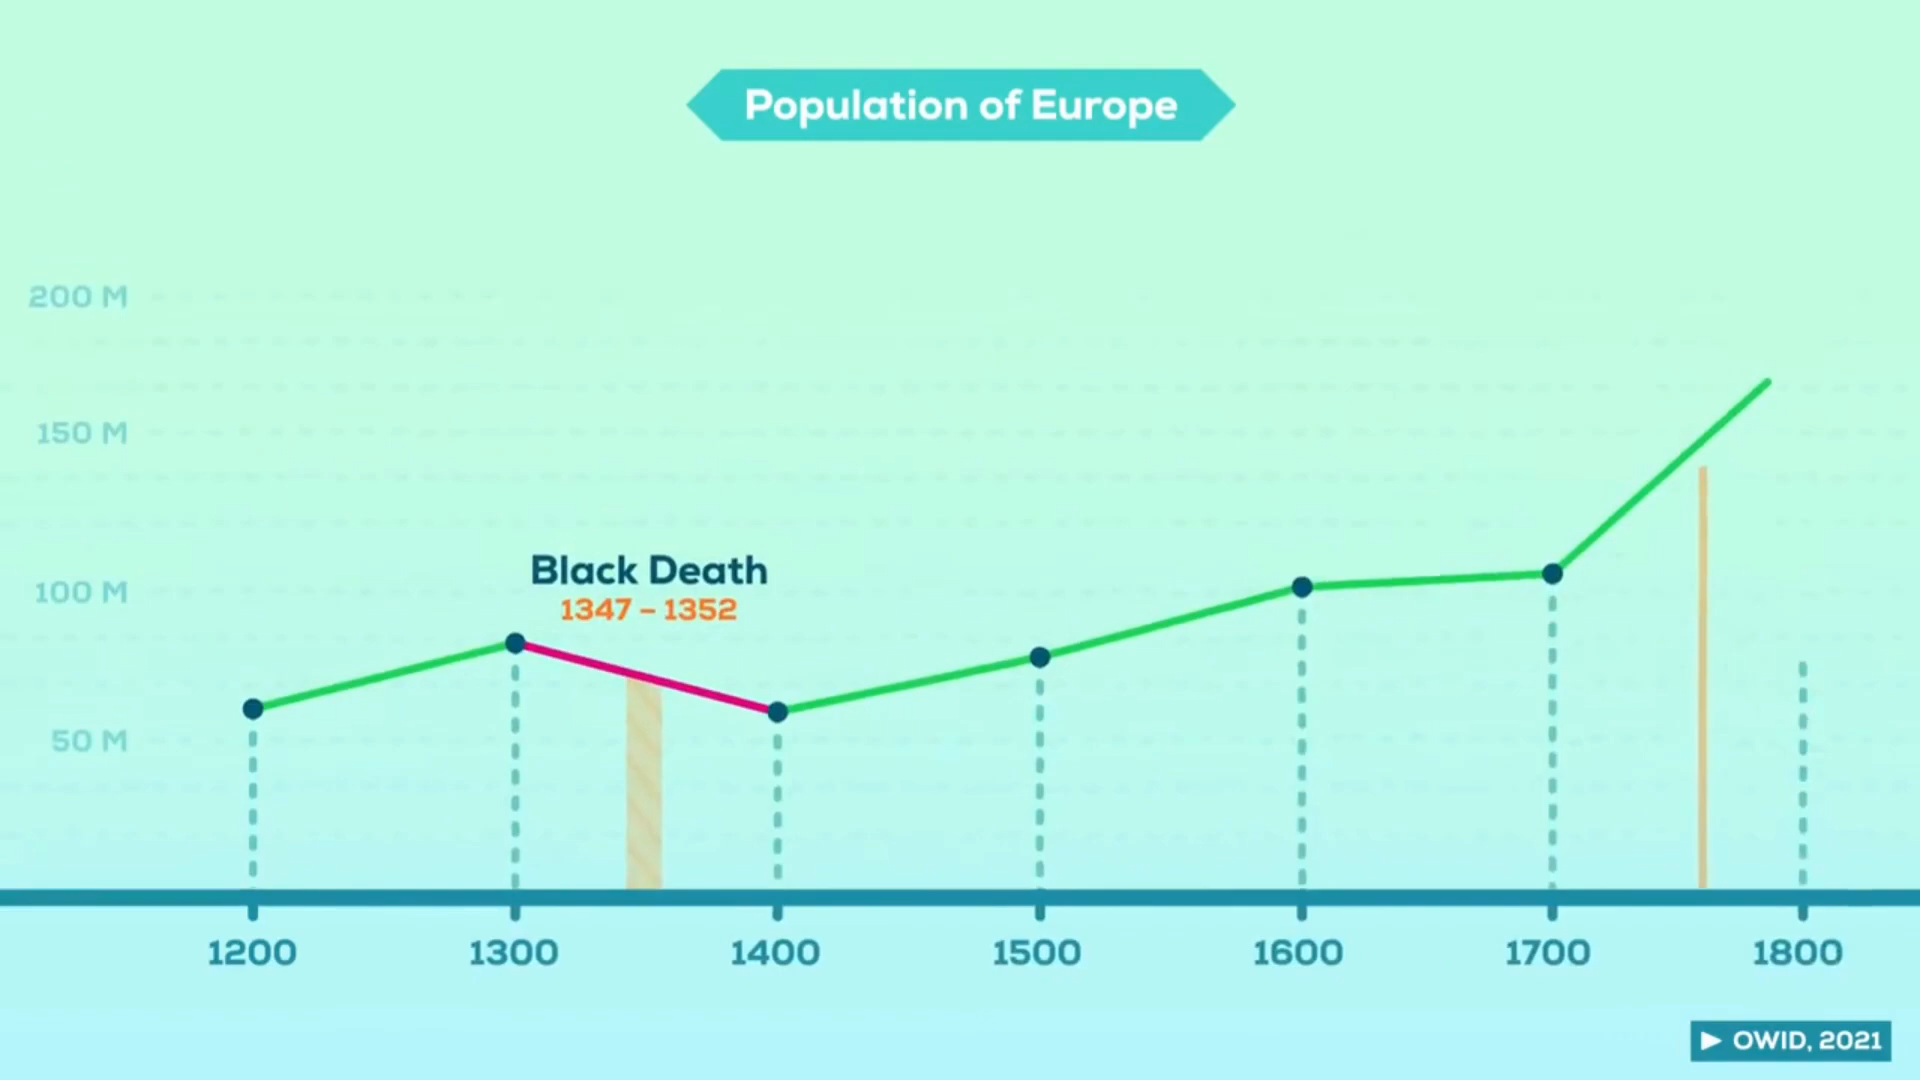 Population of Europe
200 M
150 M
100 M
50 M
Black Death
1347 – 1352
1200
1300
1400
1500
1600
1700
1800
▶ OWID, 2021